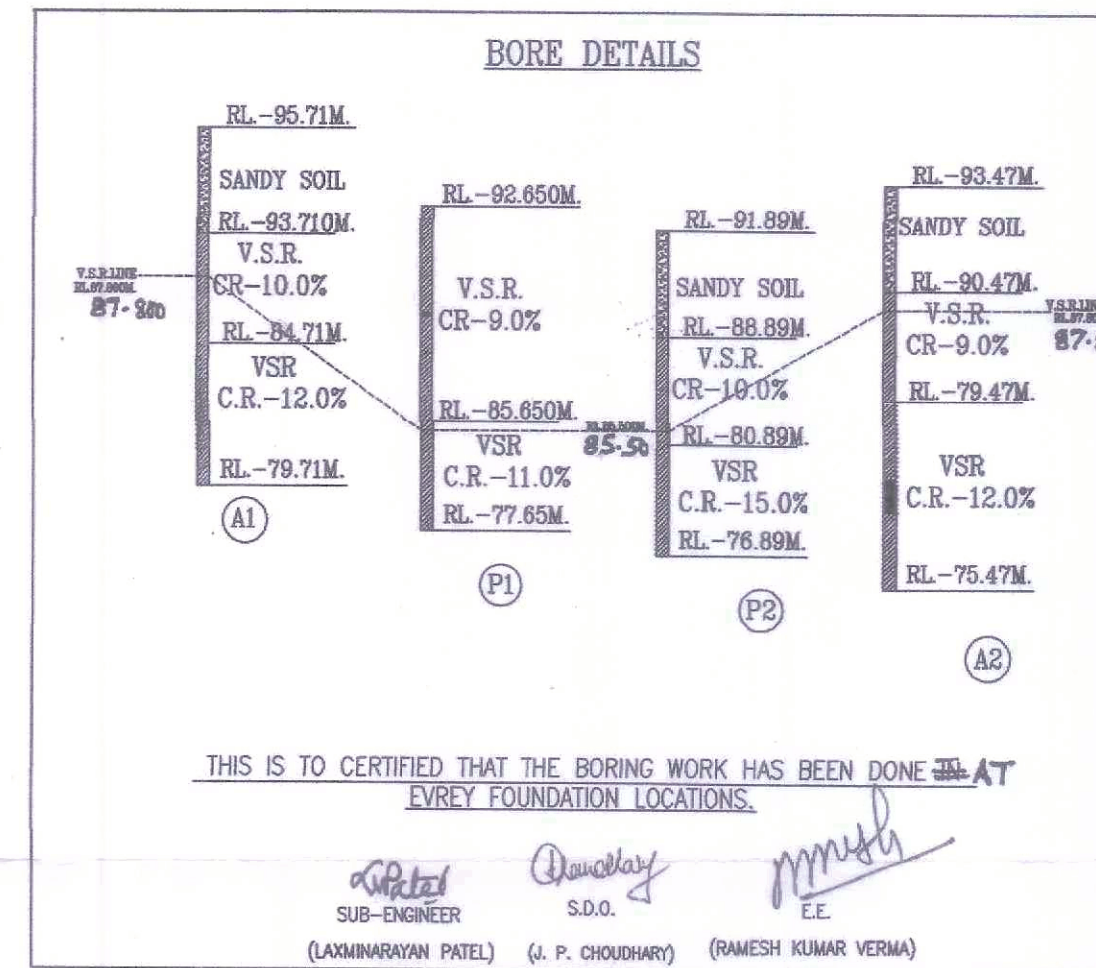 BORE DETAILS
RL.-95.71M.
SANDY SOIL
RL.-93.710M.
V.S.R.
CR-10.0%
V.S.R.LINE
87.800
RL.-84.71M.
VSR
C.R.-12.0%
RL.-79.71M.
A1
RL.-92.650M.
V.S.R.
CR-9.0%
RL.-85.650M.
VSR
C.R.-11.0%
RL.-77.65M.
P1
85.50
RL.-91.89M.
SANDY SOIL
RL.-88.89M.
V.S.R.
CR-10.0%
RL.-80.89M.
VSR
C.R.-15.0%
RL.-76.89M.
P2
RL.-93.47M.
SANDY SOIL
RL.-90.47M.
V.S.R.
CR-9.0%
RL.-79.47M.
VSR
C.R.-12.0%
RL.-75.47M.
A2
87.
THIS IS TO CERTIFIED THAT THE BORING WORK HAS BEEN DONE IN AT
EVREY FOUNDATION LOCATIONS.
SUB-ENGINEER
(LAXMINARAYAN PATEL)
S.D.O.
(J. P. CHOUDHARY)
E.E.
(RAMESH KUMAR VERMA)